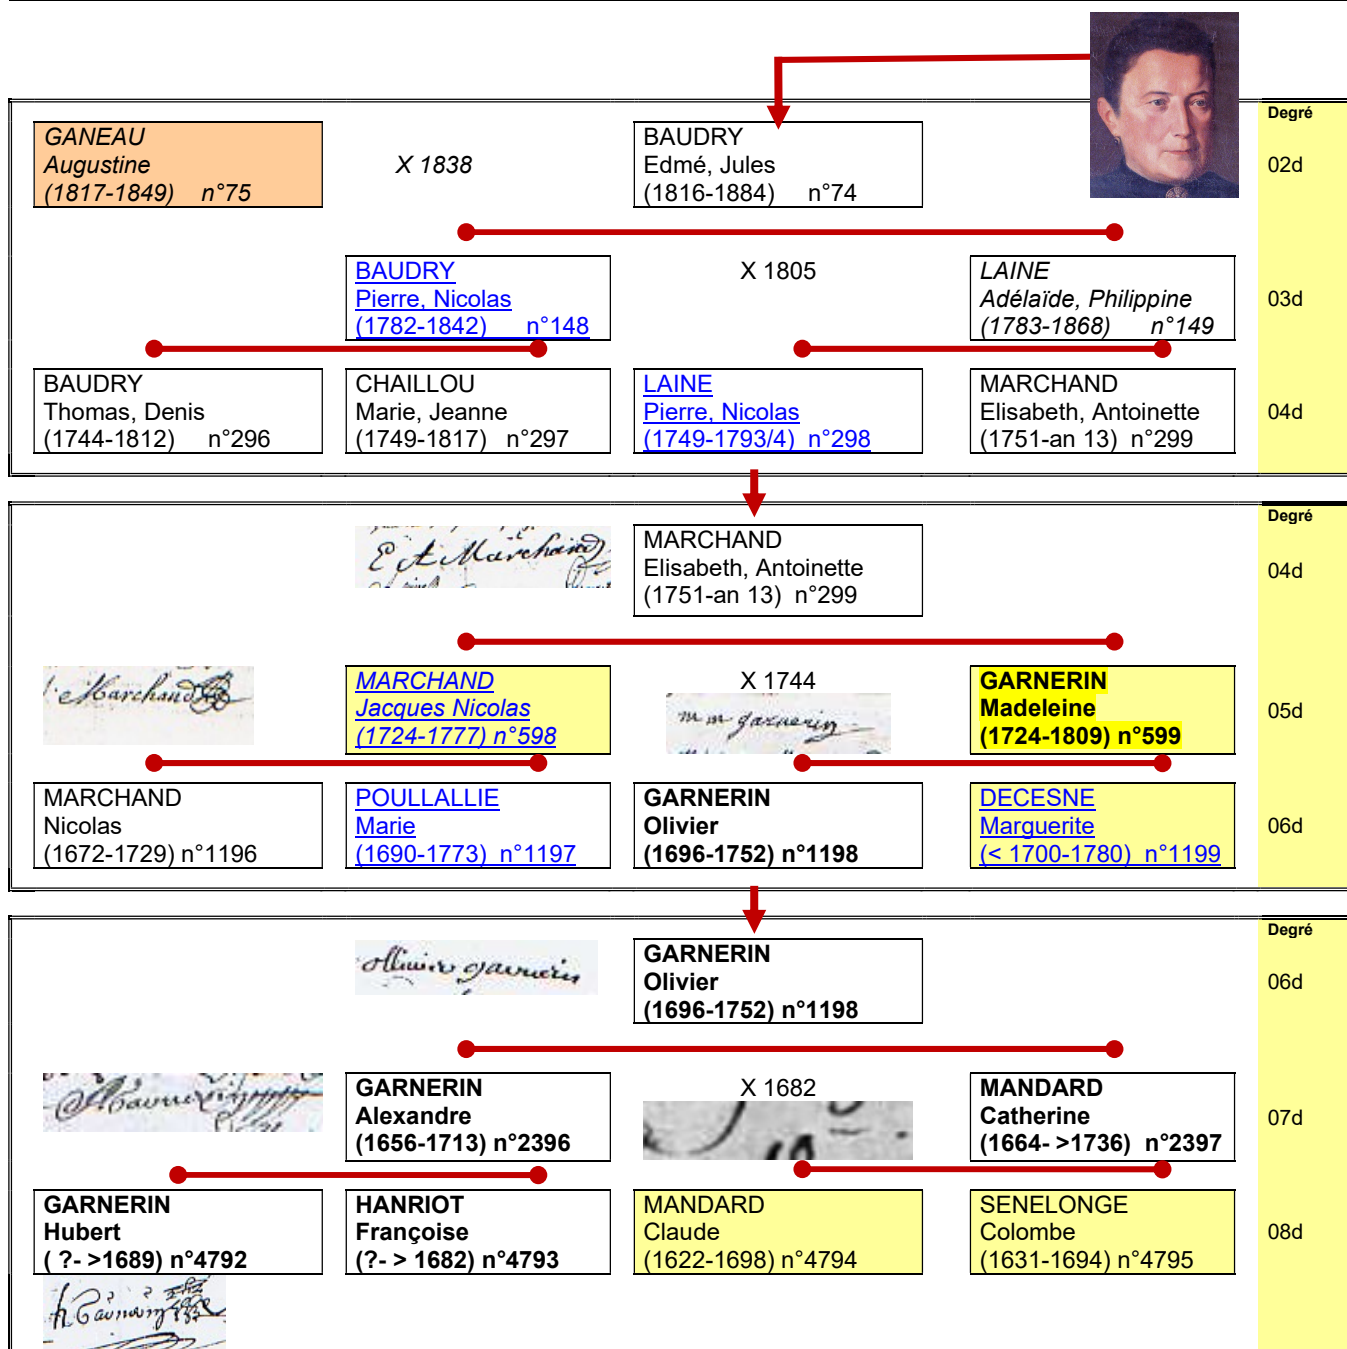 Degré
GANEAU
Augustine
(1817-1849) n°75
X 1838
BAUDRY
Edmé, Jules
(1816-1884) n°74
02d
BAUDRY
Pierre, Nicolas
(1782-1842) n°148
X 1805
LAINE
Adélaïde, Philippine
(1783-1868) n°149
03d
BAUDRY
Thomas, Denis
(1744-1812) n°296
CHAILLOU
Marie, Jeanne
(1749-1817) n°297
LAINE
Pierre, Nicolas
(1749-1793/4) n°298
MARCHAND
Elisabeth, Antoinette
(1751-an 13) n°299
04d
Degré
E A Marchand
MARCHAND
Elisabeth, Antoinette
(1751-an 13) n°299
04d
Marchand
MARCHAND
Jacques Nicolas
(1724-1777) n°598
X 1744
m m garnerin
GARNERIN
Madeleine
(1724-1809) n°599
05d
MARCHAND
Nicolas
(1672-1729) n°1196
POULLALLIE
Marie
(1690-1773) n°1197
GARNERIN
Olivier
(1696-1752) n°1198
DECESNE
Marguerite
(< 1700-1780) n°1199
06d
Degré
ollivier garnerin
GARNERIN
Olivier
(1696-1752) n°1198
06d
GARNERIN
Alexandre
(1656-1713) n°2396
X 1682
MANDARD
Catherine
(1664- >1736) n°2397
07d
GARNERIN
Hubert
( ?- >1689) n°4792
HANRIOT
Françoise
(?- > 1682) n°4793
MANDARD
Claude
(1622-1698) n°4794
SENELONGE
Colombe
(1631-1694) n°4795
08d